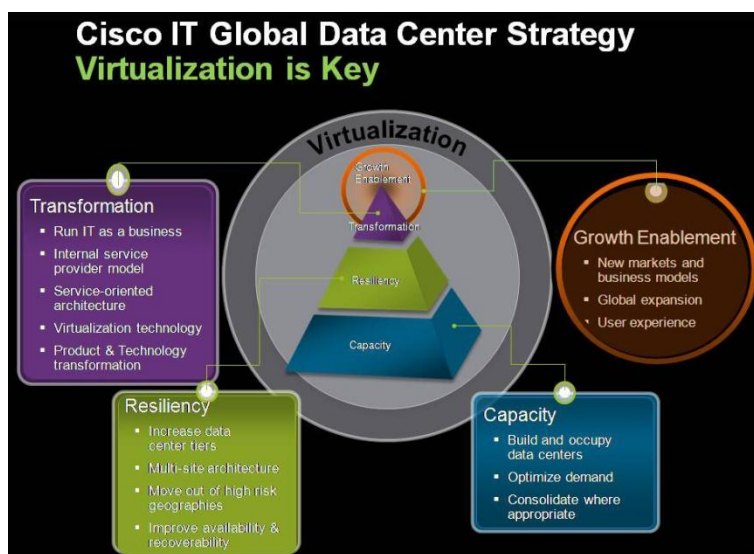 Cisco IT Global Data Center Strategy
Virtualization is Key
Virtualization
Growth
Enablement
Transformation
Resiliency
Capacity
Transformation
Run IT as a business
Internal service
provider model
Service-oriented
architecture
Virtualization technology
Product & Technology
transformation
Growth Enablement
New markets and
business models
Global expansion
User experience
Resiliency
Increase data
center tiers
Multi-site architecture
Move out of high risk
geographies
Improve availability &
recoverability
Capacity
Build and occupy
data centers
Optimize demand
Consolidate where
appropriate